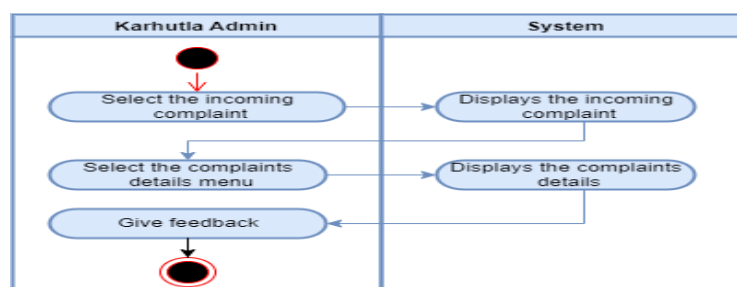 Karhutla Admin
System
Select the incoming
complaint
Displays the incoming
complaint
Select the complaints
details menu
Displays the complaints
details
Give feedback